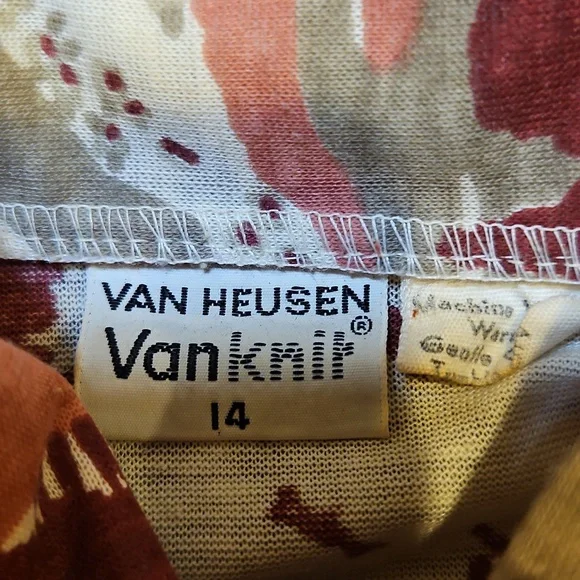 VAN HEUSEN
Vanknit®
14
Machine
Warm
Gentle